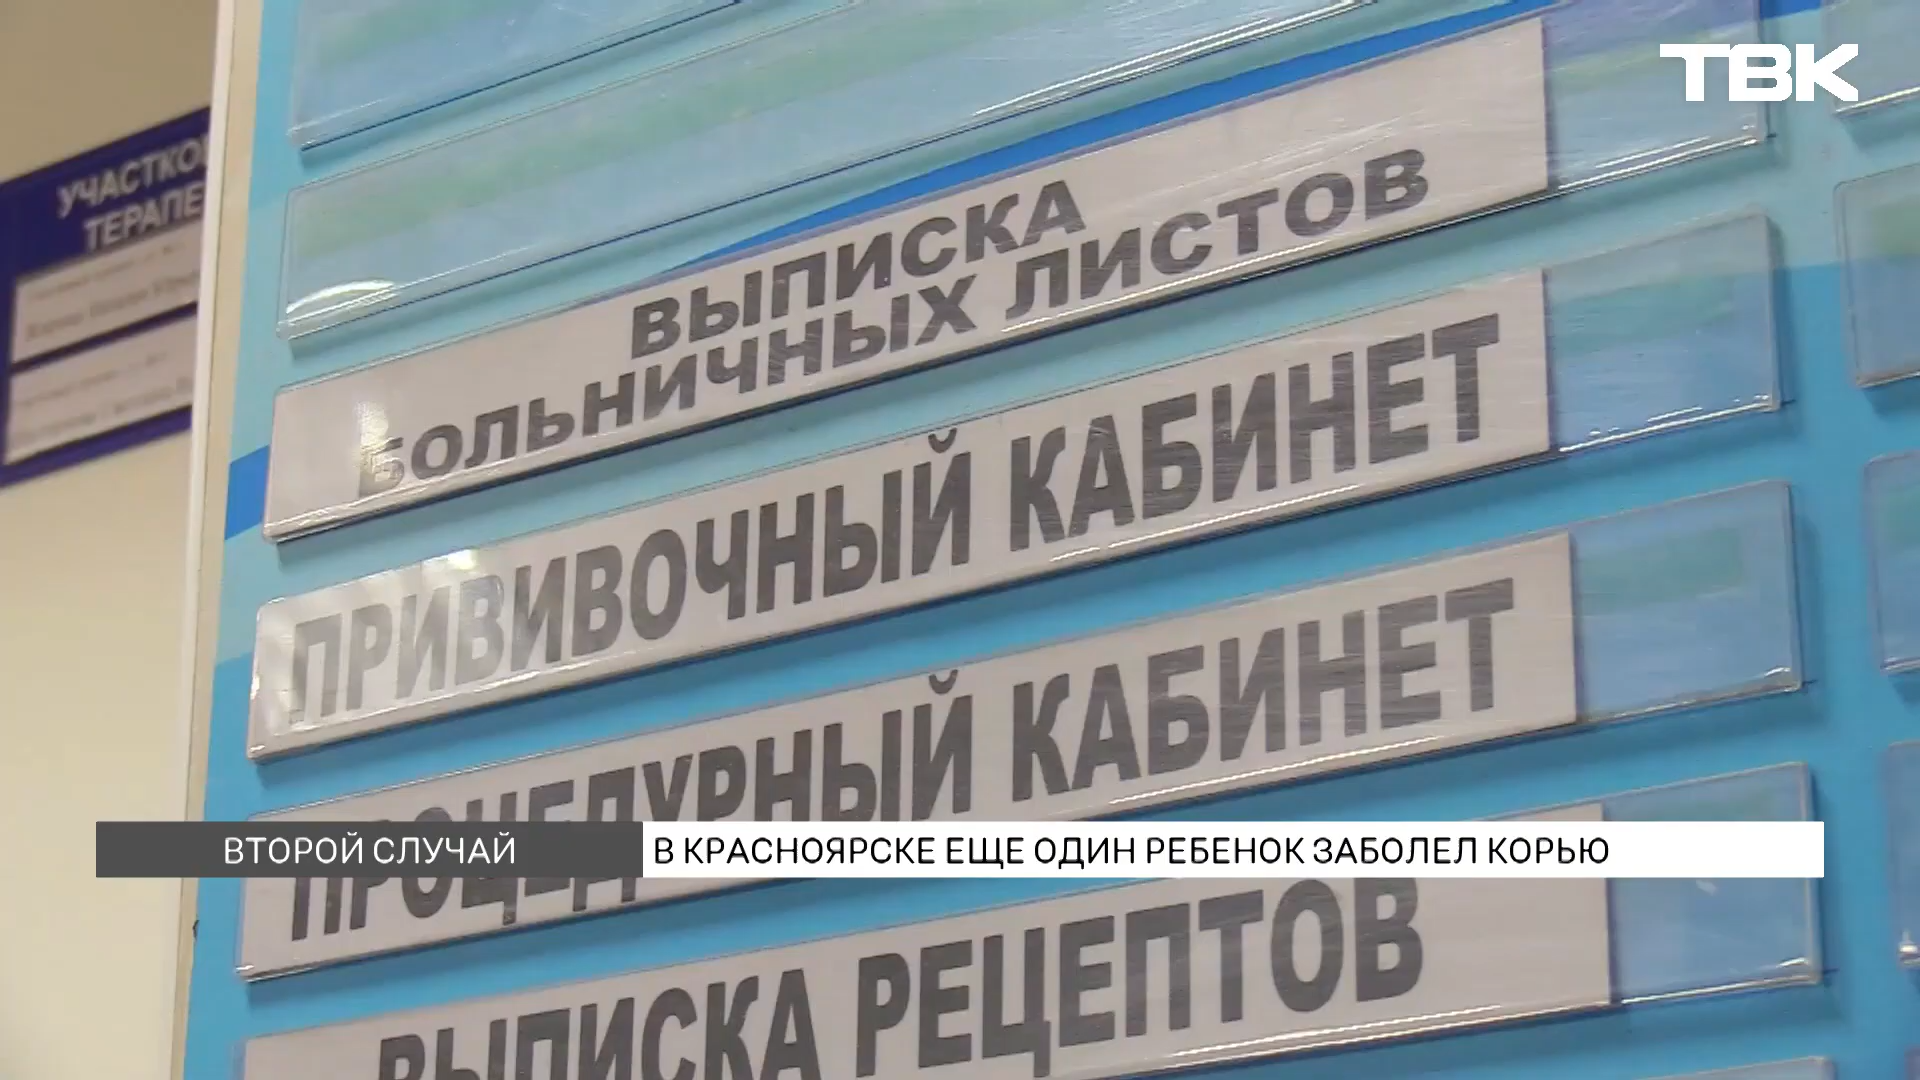 ТВК
УЧАСТКО
ТЕРАПЕ
ВЫПИСКА
БОЛЬНИЧНЫХ ЛИСТОВ
ПРИВИВОЧНЫЙ КАБИНЕТ
ПРОЦЕДУРНЫЙ КАБИНЕТ
ВТОРОЙ СЛУЧАЙ
В КРАСНОЯРСКЕ ЕЩЕ ОДИН РЕБЕНОК ЗАБОЛЕЛ КОРЬЮ
ВЫПИСКА РЕЦЕПТОВ